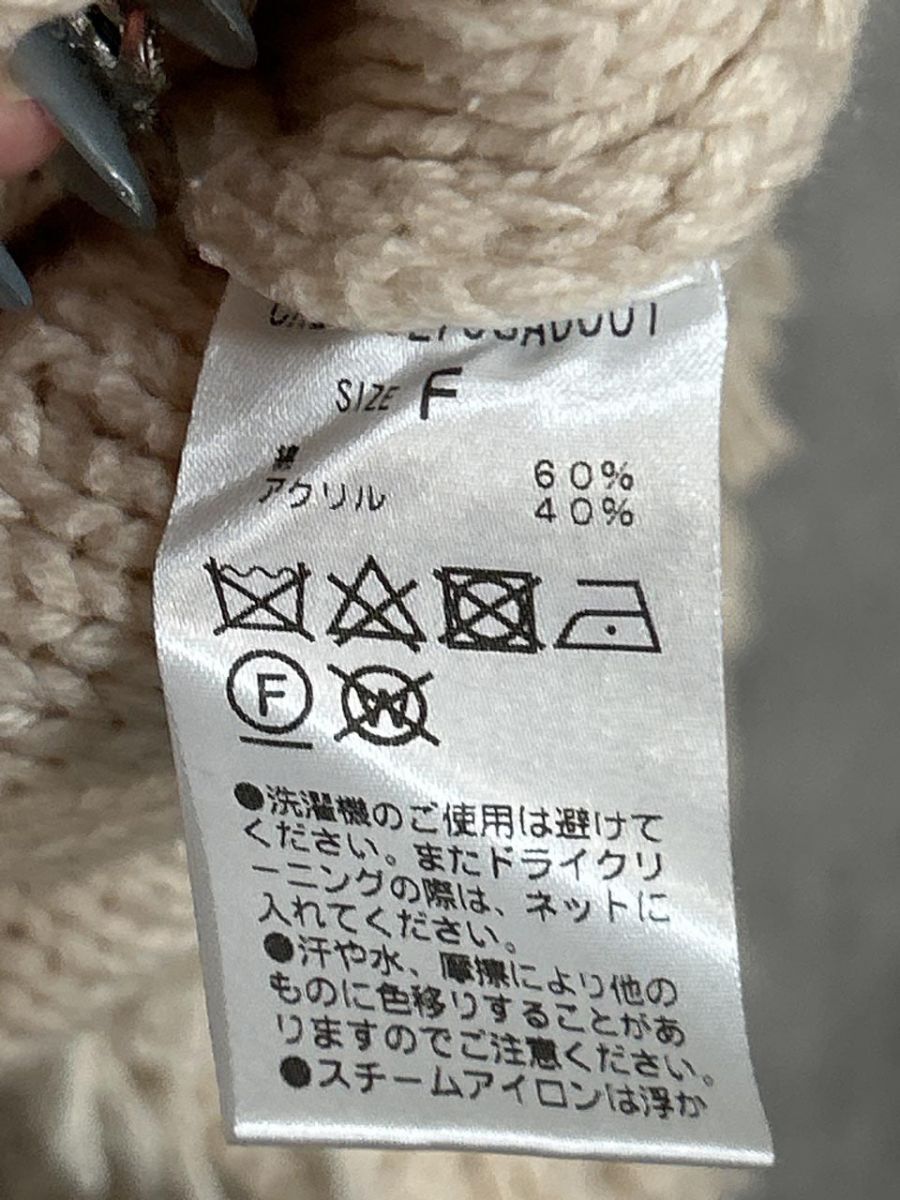 SIZE F
綿 60%
アクリル 40%
F
W
●洗濯機のご使用は避けて
ください。またドライクリ
ーニングの際は、ネットに
入れてください。
●汗や水、摩擦により他の
ものに色移りすることがあ
りますのでご注意ください。
●スチームアイロンは浮か